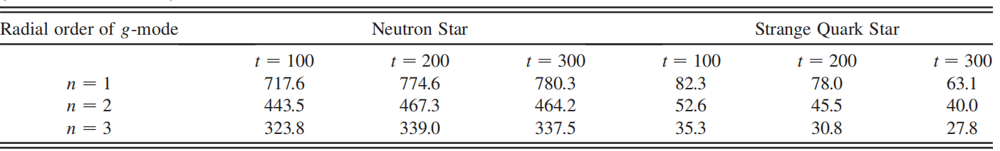 Radial order of g-mode Neutron Star Strange Quark Star
t = 100 t = 200 t = 300 t = 100 t = 200 t = 300
n = 1 717.6 774.6 780.3 82.3 78.0 63.1
n = 2 443.5 467.3 464.2 52.6 45.5 40.0
n = 3 323.8 339.0 337.5 35.3 30.8 27.8